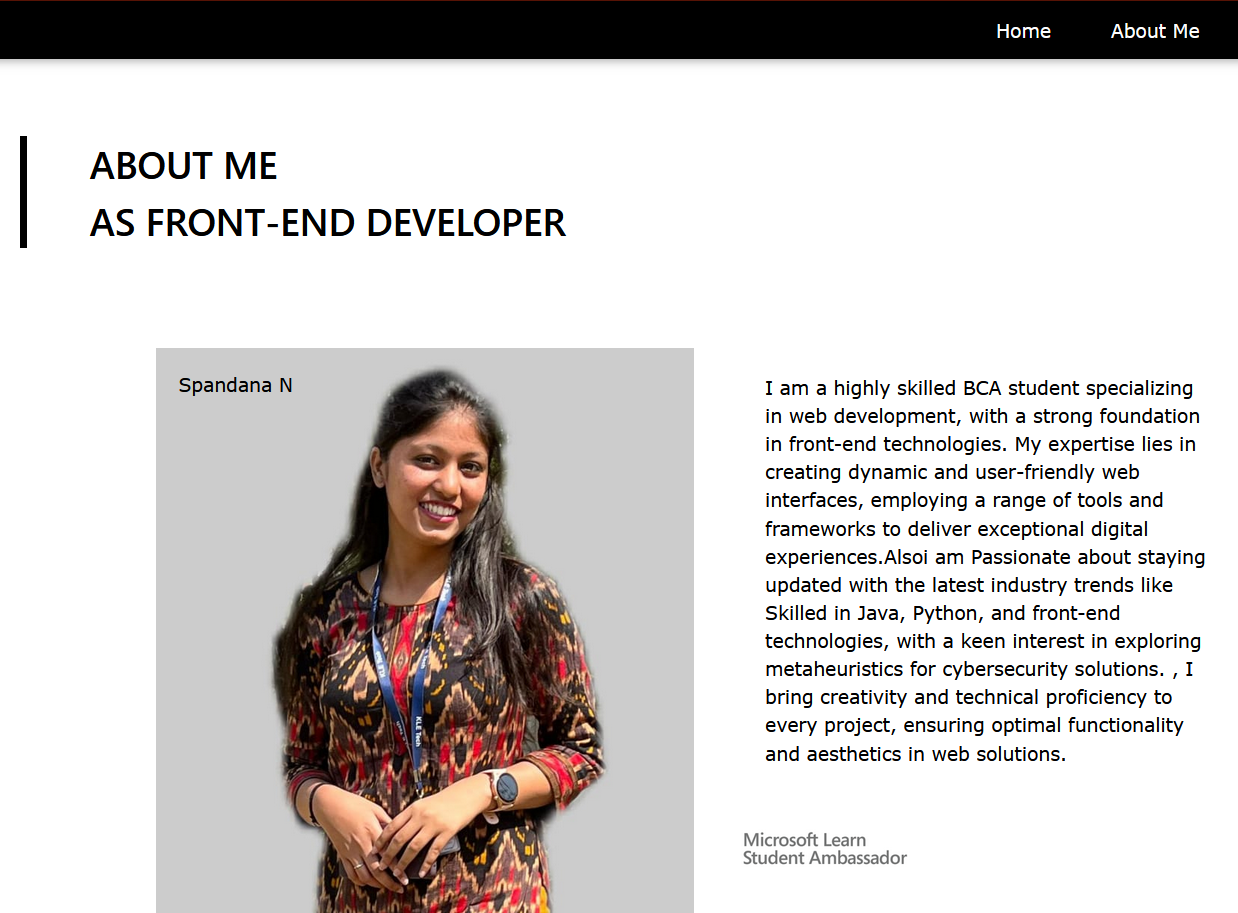 Home About Me
ABOUT ME
AS FRONT-END DEVELOPER
Spandana N
I am a highly skilled BCA student specializing
in web development, with a strong foundation
in front-end technologies. My expertise lies in
creating dynamic and user-friendly web
interfaces, employing a range of tools and
frameworks to deliver exceptional digital
experiences.Alsoi am Passionate about staying
updated with the latest industry trends like
Skilled in Java, Python, and front-end
technologies, with a keen interest in exploring
metaheuristics for cybersecurity solutions. , I
bring creativity and technical proficiency to
every project, ensuring optimal functionality
and aesthetics in web solutions.
KLE Tech
Microsoft Learn
Student Ambassador